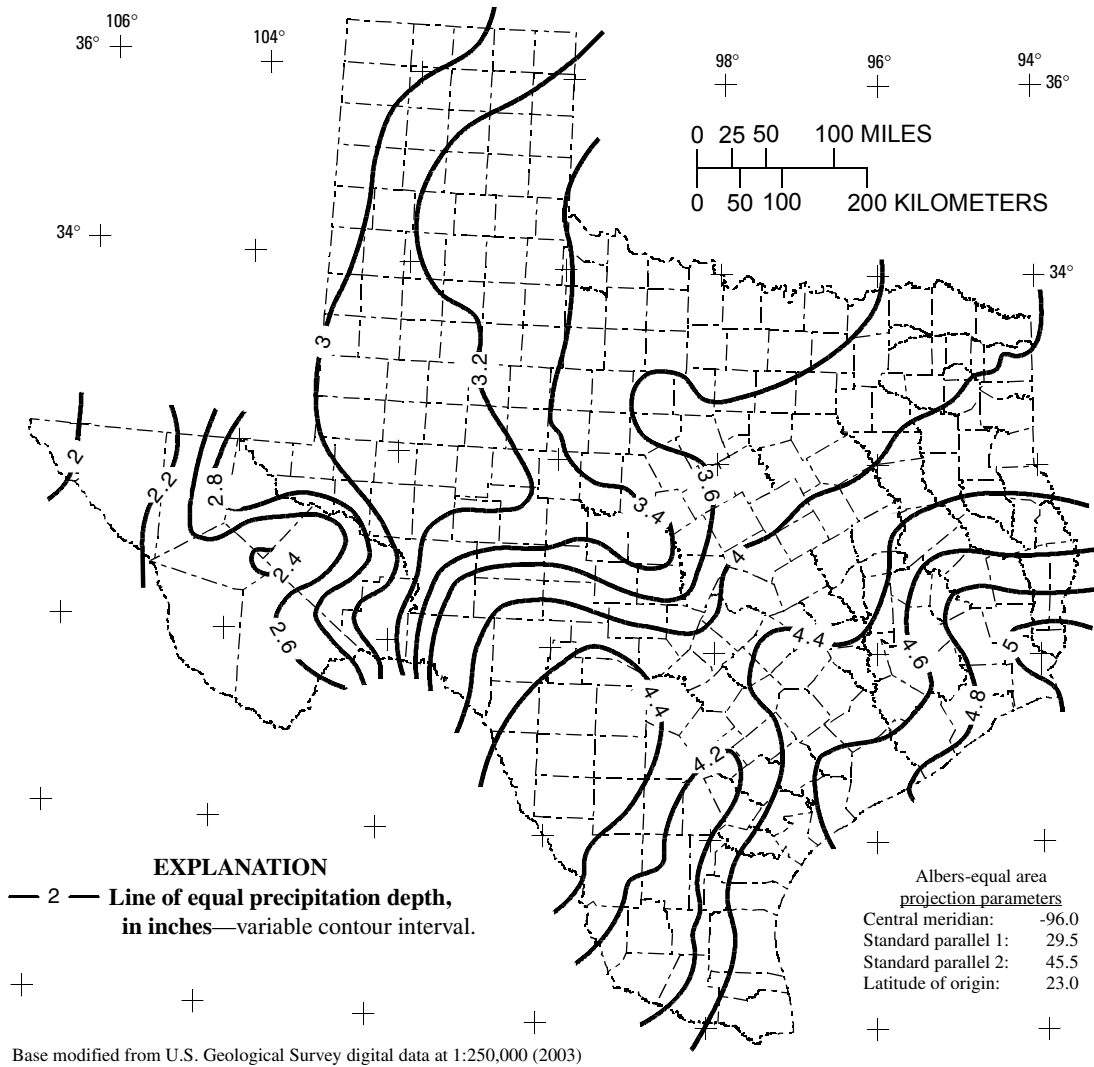 106°
36°
104°
98°
96°
94°
36°
0 25 50 100 MILES
0 50 100 200 KILOMETERS
34°
34°
3
3.2
2
2.2
2.8
3.6
3.4
4
2.4
2.6
4.4
4.6
5
4.4
4.8
4.2
EXPLANATION
2 Line of equal precipitation depth,
in inches—variable contour interval.
Albers-equal area
projection parameters
Central meridian: -96.0
Standard parallel 1: 29.5
Standard parallel 2: 45.5
Latitude of origin: 23.0
Base modified from U.S. Geological Survey digital data at 1:250,000 (2003)